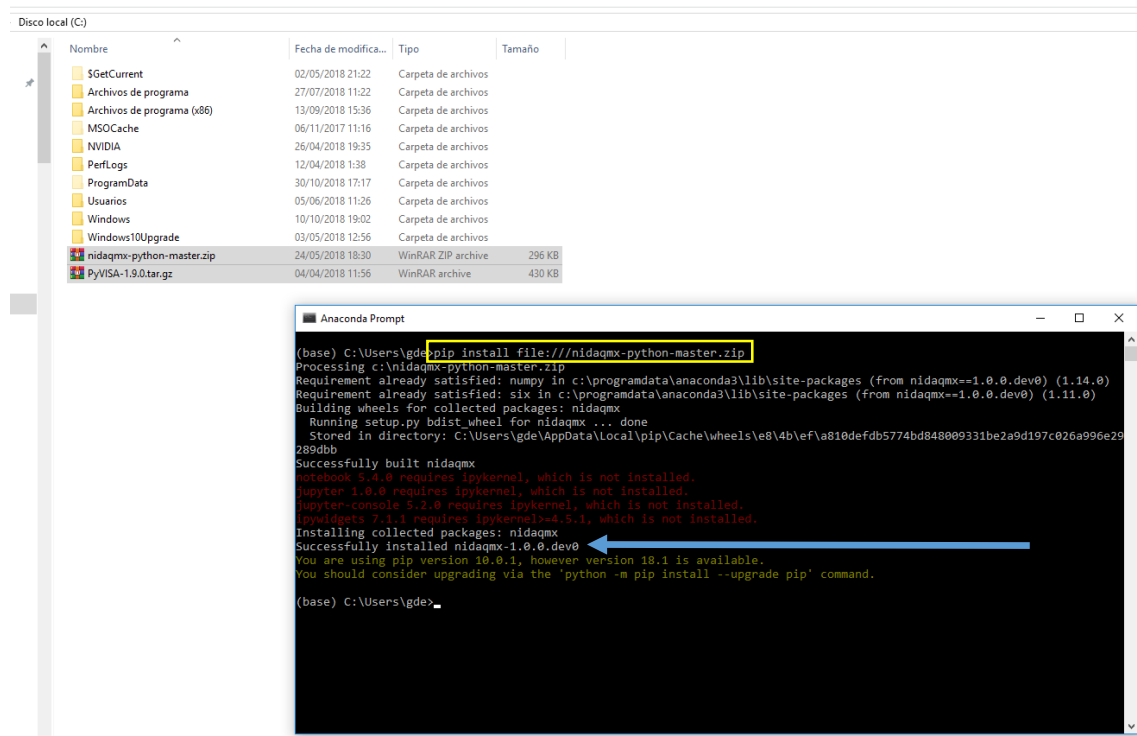 Disco local (C:)
Nombre Fecha de modifica... Tipo Tamaño
$GetCurrent 02/05/2018 21:22 Carpeta de archivos
Archivos de programa 27/07/2018 11:22 Carpeta de archivos
Archivos de programa (x86) 13/09/2018 15:36 Carpeta de archivos
MSOCache 06/11/2017 11:16 Carpeta de archivos
NVIDIA 26/04/2018 19:35 Carpeta de archivos
PerfLogs 12/04/2018 1:38 Carpeta de archivos
ProgramData 30/10/2018 17:17 Carpeta de archivos
Usuarios 05/06/2018 11:26 Carpeta de archivos
Windows 10/10/2018 19:02 Carpeta de archivos
Windows10Upgrade 03/05/2018 12:56 Carpeta de archivos
nidaqmx-python-master.zip 24/05/2018 18:30 WinRAR ZIP archive 296 KB
PyVISA-1.9.0.tar.gz 04/04/2018 11:56 WinRAR archive 430 KB
Anaconda Prompt
(base) C:\Users\gde>pip install file:///nidaqmx-python-master.zip
Processing c:\nidaqmx-python-master.zip
Requirement already satisfied: numpy in c:\programdata\anaconda3\lib\site-packages (from nidaqmx==1.0.0.dev0) (1.14.0)
Requirement already satisfied: six in c:\programdata\anaconda3\lib\site-packages (from nidaqmx==1.0.0.dev0) (1.11.0)
Building wheels for collected packages: nidaqmx
Running setup.py bdist_wheel for nidaqmx ... done
Stored in directory: C:\Users\gde\AppData\Local\pip\Cache\wheels\e8\4b\ef\a810defdb5774bd848009331be2a9d197c026a996e29
289dbb
Successfully built nidaqmx
notebook 5.4.0 requires ipykernel, which is not installed.
jupyter 1.0.0 requires ipykernel, which is not installed.
jupyter-console 5.2.0 requires ipykernel, which is not installed.
ipywidgets 7.1.1 requires ipykernel>=4.5.1, which is not installed.
Installing collected packages: nidaqmx
Successfully installed nidaqmx-1.0.0.dev0
You are using pip version 10.0.1, however version 18.1 is available.
You should consider upgrading via the 'python -m pip install --upgrade pip' command.
(base) C:\Users\gde>